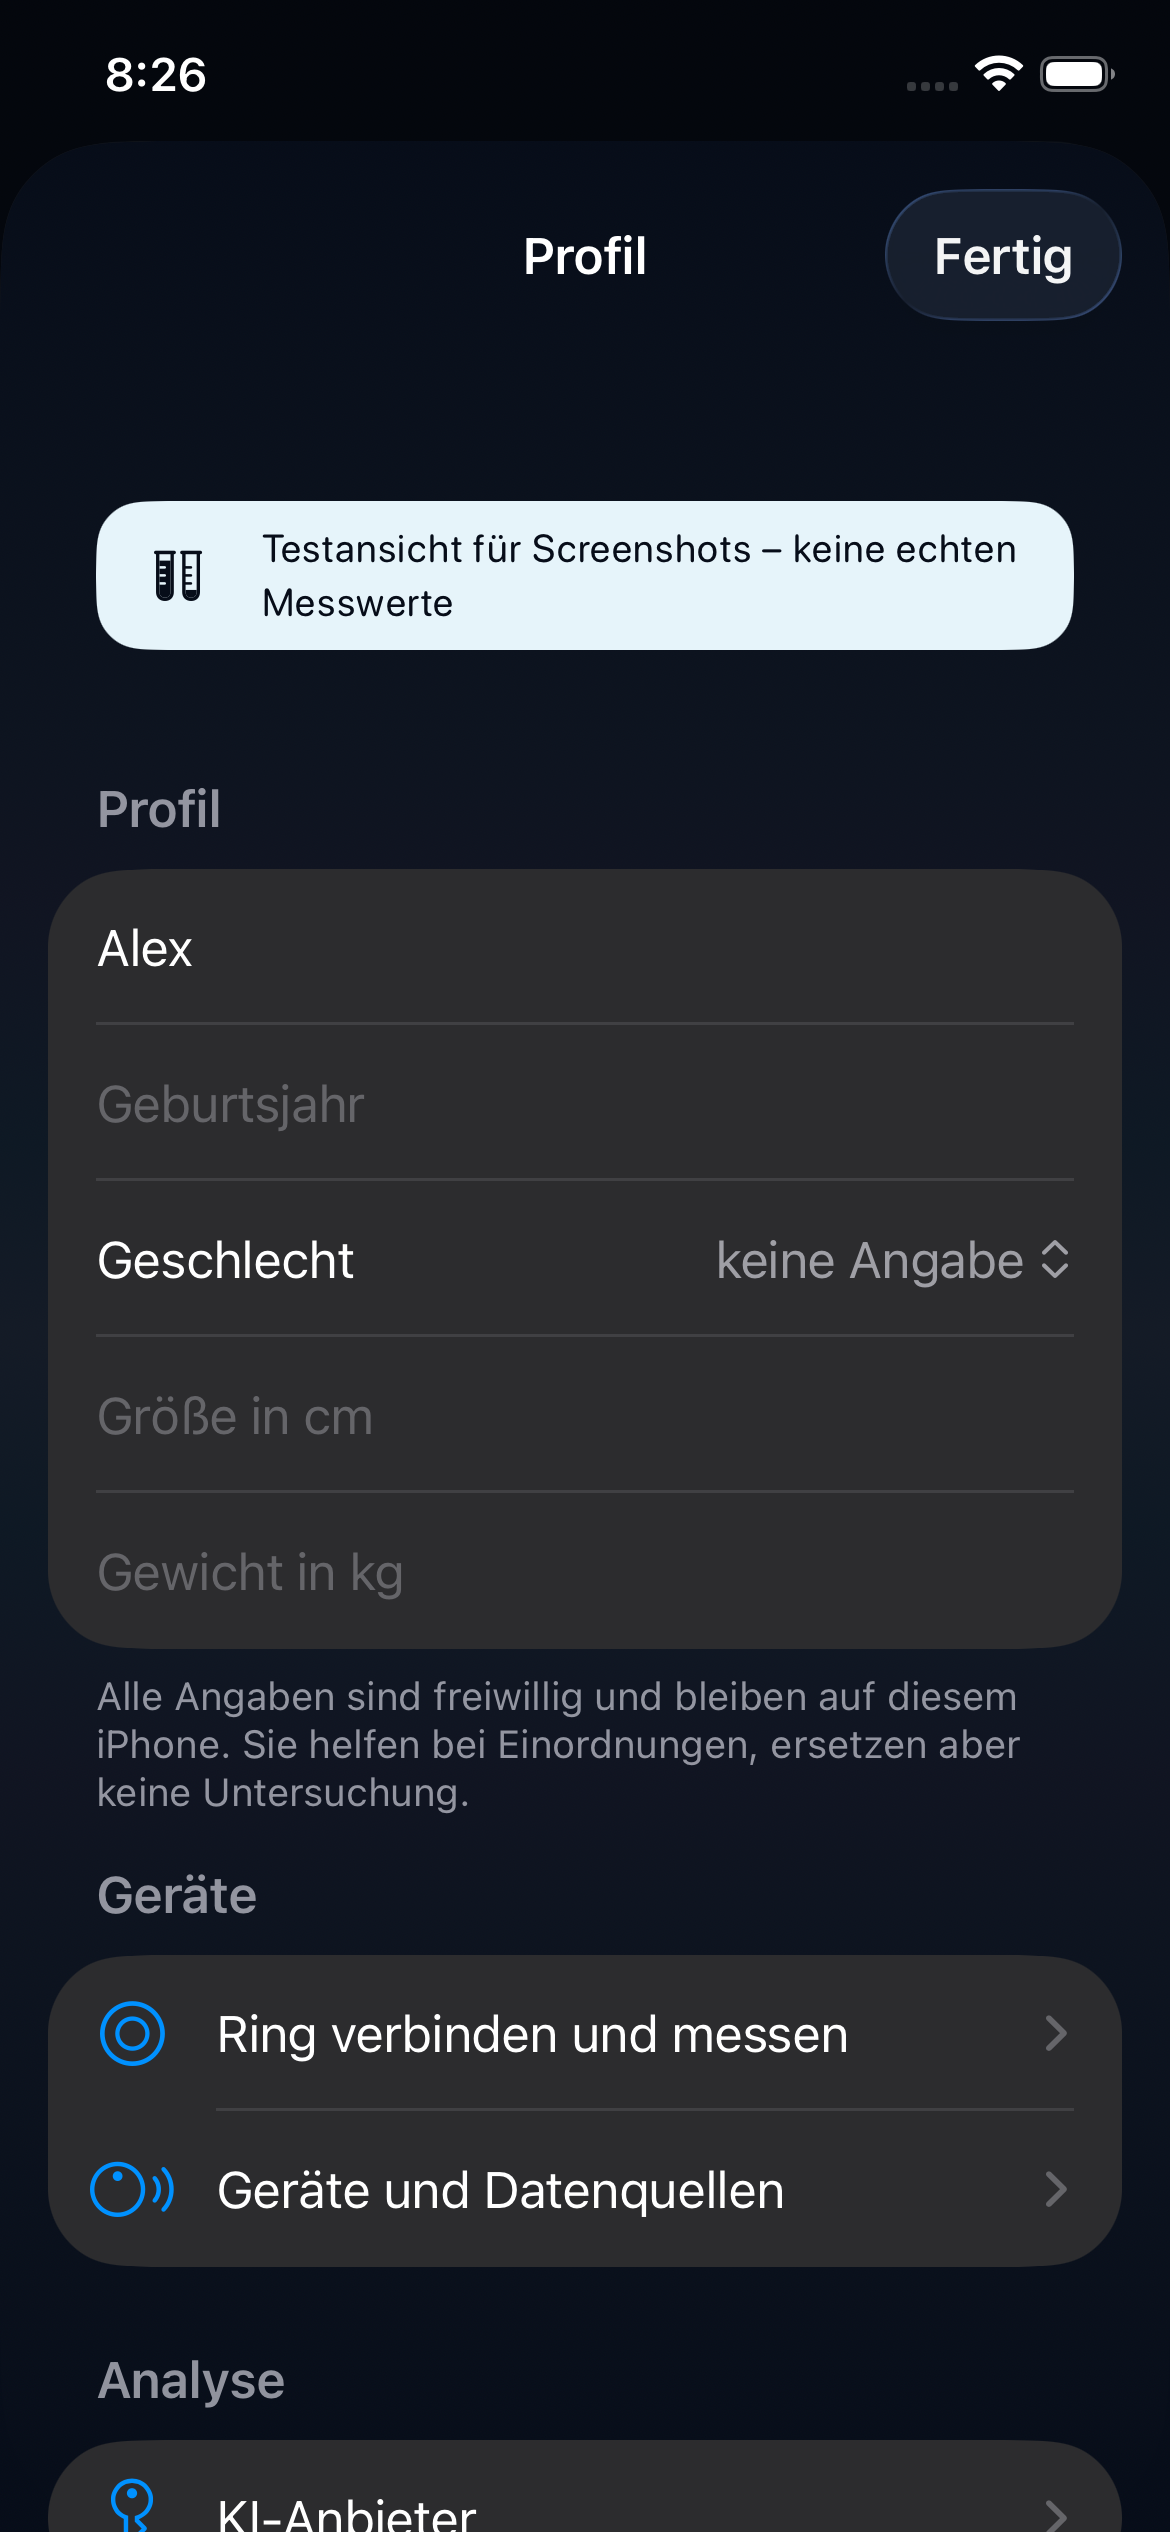 8:26
Profil
Fertig
Testansicht für Screenshots – keine echten
Messwerte
Profil
Alex
Geburtsjahr
Geschlecht keine Angabe
Größe in cm
Gewicht in kg
Alle Angaben sind freiwillig und bleiben auf diesem
iPhone. Sie helfen bei Einordnungen, ersetzen aber
keine Untersuchung.
Geräte
Ring verbinden und messen
Geräte und Datenquellen
Analyse
KI-Anbieter